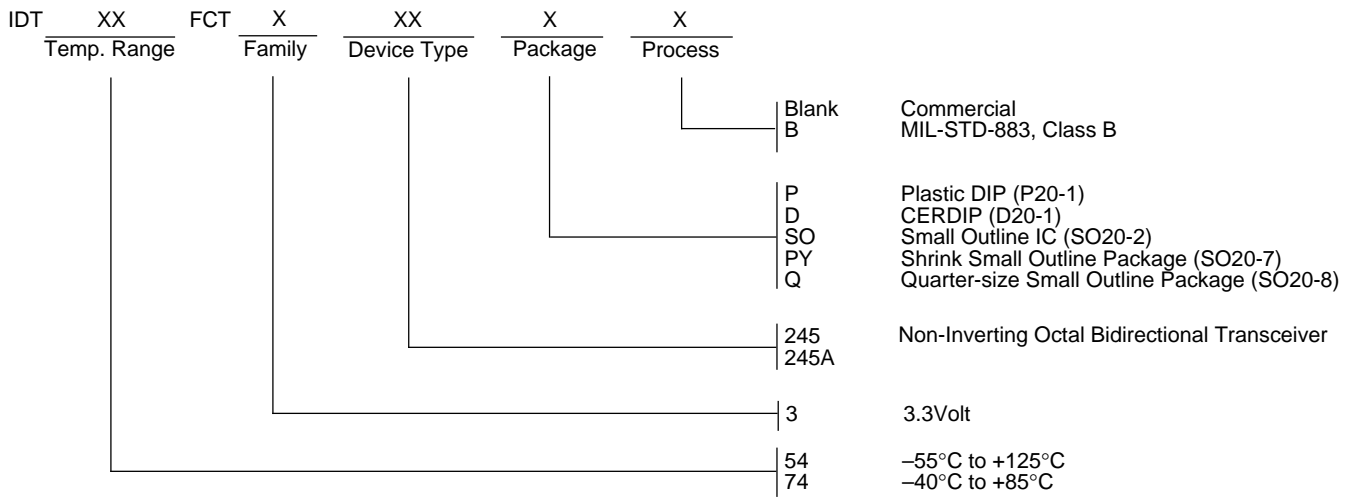 IDT XX FCT X XX X X
Temp. Range Family Device Type Package Process
Blank Commercial
B MIL-STD-883, Class B
P Plastic DIP (P20-1)
D CERDIP (D20-1)
SO Small Outline IC (SO20-2)
PY Shrink Small Outline Package (SO20-7)
Q Quarter-size Small Outline Package (SO20-8)
245 Non-Inverting Octal Bidirectional Transceiver
245A
3 3.3Volt
54 –55°C to +125°C
74 –40°C to +85°C